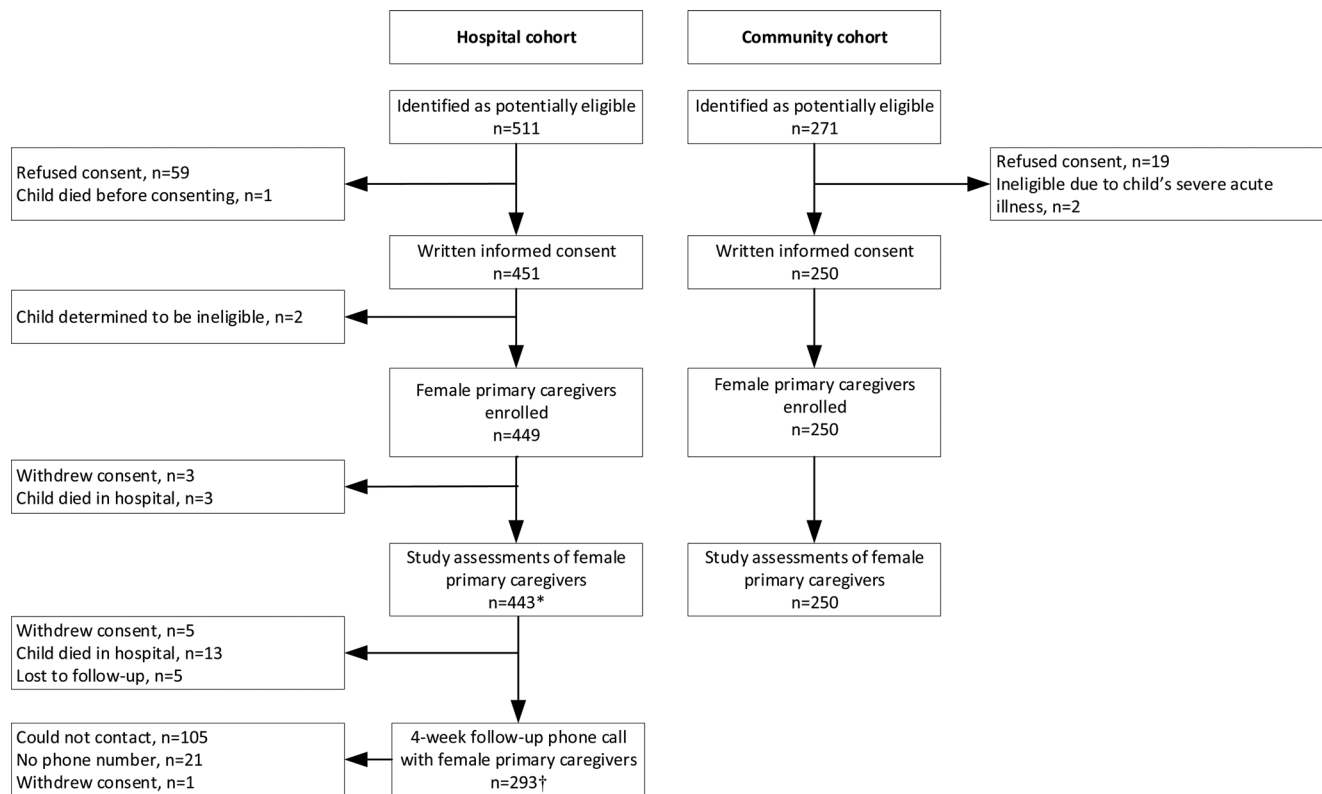 Hospital cohort
Community cohort
Identified as potentially eligible
n=511
Identified as potentially eligible
n=271
Refused consent, n=59
Child died before consenting, n=1
Refused consent, n=19
Ineligible due to child’s severe acute
illness, n=2
Written informed consent
n=451
Written informed consent
n=250
Child determined to be ineligible, n=2
Female primary caregivers
enrolled
n=449
Female primary caregivers
enrolled
n=250
Withdrew consent, n=3
Child died in hospital, n=3
Study assessments of female
primary caregivers
n=443*
Study assessments of female
primary caregivers
n=250
Withdrew consent, n=5
Child died in hospital, n=13
Lost to follow-up, n=5
Could not contact, n=105
No phone number, n=21
Withdrew consent, n=1
4-week follow-up phone call
with female primary caregivers
n=293†